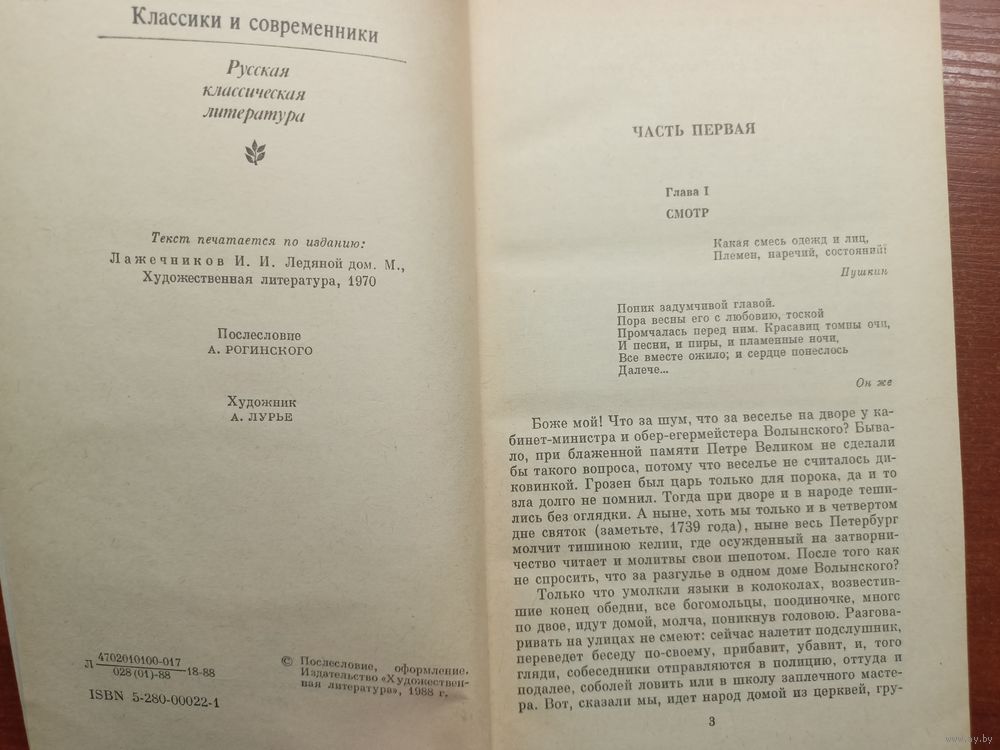 Классики и современники
Русская
классическая
литература
Текст печатается по изданию:
Лажечников И. И. Ледяной дом. М.,
Художественная литература, 1970
Послесловие
А. РОГИНСКОГО
Художник
А. ЛУРЬЕ
Л 4702010100-017 18-88
028(01)-88
© Послесловие, оформление.
Издательство «Художествен-
ная литература», 1988 г.
ISBN 5-280-00022-1
ЧАСТЬ ПЕРВАЯ
Глава I
СМОТР
Какая смесь одежд и лиц,
Племен, наречий, состояний!
Пушкин
Поник задумчивой главой.
Пора весны его с любовию, тоской
Промчалась перед ним. Красавиц томны очи,
И песни, и пиры, и пламенные ночи,
Все вместе ожило; и сердце понеслось
Далече...
Он же
Боже мой! Что за шум, что за веселье на дворе у ка-
бинет-министра и обер-егермейстера Волынского? Быва-
ло, при блаженной памяти Петре Великом не сделали
бы такого вопроса, потому что веселье не считалось ди-
ковинкой. Грозен был царь только для порока, да и то
зла долго не помнил. Тогда при дворе и в народе теши-
лись без оглядки. А ныне, хоть мы только и в четвертом
дне святок (заметьте, 1739 года), ныне весь Петербург
молчит тишиною келии, где осужденный на затворни-
чество читает и молитвы свои шепотом. После того как
не спросить, что за разгулье в одном доме Волынского?
Только что умолкли языки в колоколах, возвестив-
шие конец обедни, все богомольцы, поодиночке, много
по двое, идут домой, молча, поникнув головою. Разгова-
ривать на улицах не смеют: сейчас налетит подслушник,
переведет беседу по-своему, прибавит, убавит, и, того
гляди, собеседники отправляются в полицию, оттуда и
подалее, соболей ловить или в школу заплечного масте-
ра. Вот, сказали мы, идет народ домой из церквей, гру-
3
www.ay.by